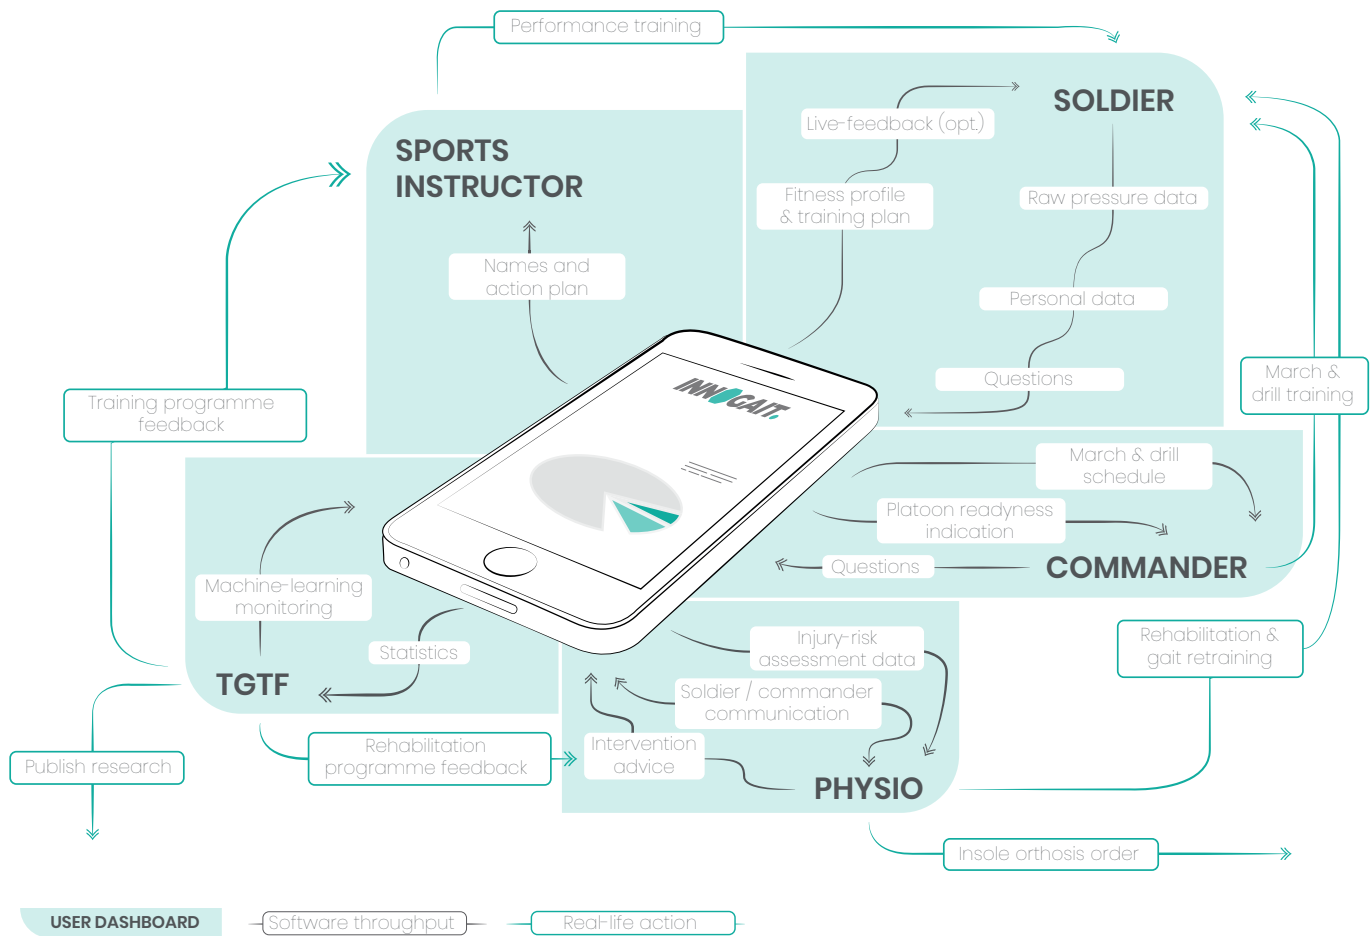 Performance training
SOLDIER
Live-feedback (opt.)
SPORTS
INSTRUCTOR
Fitness profile
& training plan
Raw pressure data
Names and
action plan
Personal data
March &
drill training
Questions
INNOGAIT.
Training programme
feedback
March & drill
schedule
Platoon readyness
indication
Questions
COMMANDER
Machine-learning
monitoring
Injury-risk
assessment data
Rehabilitation &
gait retraining
Statistics
TGTF
Soldier / commander
communication
Rehabilitation
programme feedback
Intervention
advice
Publish research
PHYSIO
Insole orthosis order
USER DASHBOARD
Software throughput
Real-life action